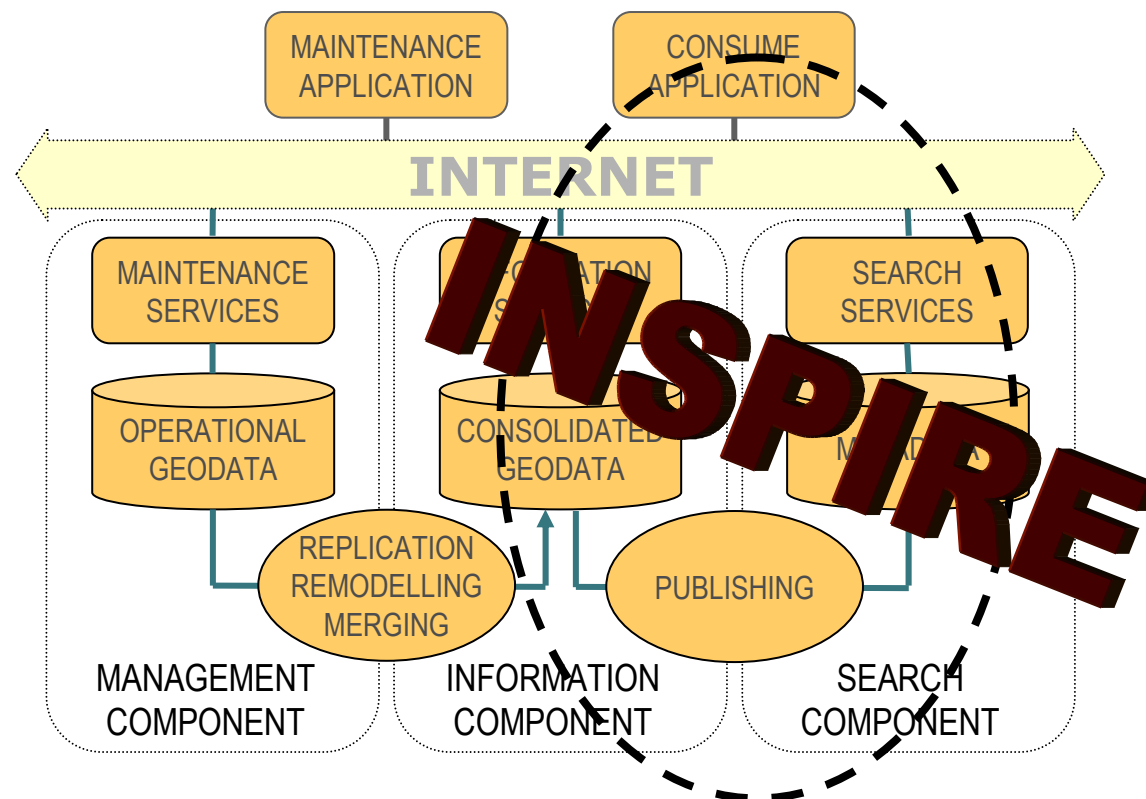 MAINTENANCE
APPLICATION
CONSUME
APPLICATION
INTERNET
MAINTENANCE
SERVICES
SEARCH
SERVICES
INSPIRE
OPERATIONAL
GEODATA
CONSOLIDATED
GEODATA
REPLICATION
REMODELLING
MERGING
PUBLISHING
MANAGEMENT
COMPONENT
INFORMATION
COMPONENT
SEARCH
COMPONENT